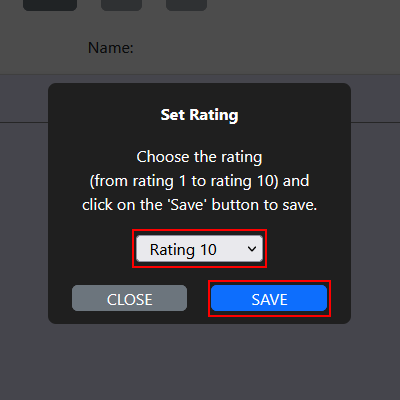 Name:
Set Rating
Choose the rating
(from rating 1 to rating 10) and
click on the 'Save' button to save.
Rating 10
CLOSE
SAVE